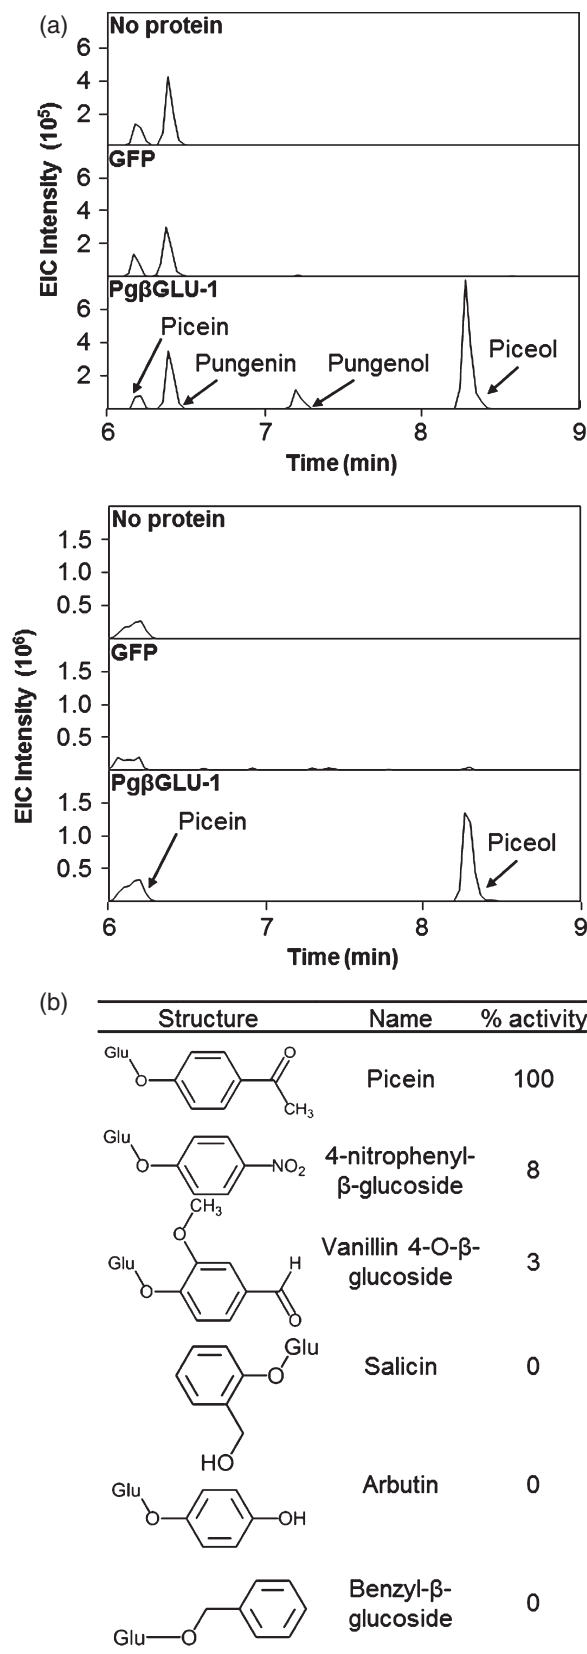 (a)
No protein
6
4
2
GFP
6
4
2
PgβGLU-1
6
4
2
EIC Intensity (10⁵)
Picein
Pungenin
Pungenol
Piceol
6 7 8 9
Time (min)
No protein
1.5
1.0
0.5
GFP
1.5
1.0
0.5
PgβGLU-1
1.5
1.0
0.5
EIC Intensity (10⁶)
Picein
Piceol
6 7 8 9
Time (min)
(b)
Structure Name % activity
Glu
O
O
CH₃
Picein 100
Glu
O
NO₂
4-nitrophenyl-
β-glucoside
8
CH₃
O
Glu
O
H
O
Vanillin 4-O-β-
glucoside
3
Glu
O
HO
Salicin 0
Glu
O
OH
Arbutin 0
Glu
O
Benzyl-β-
glucoside
0